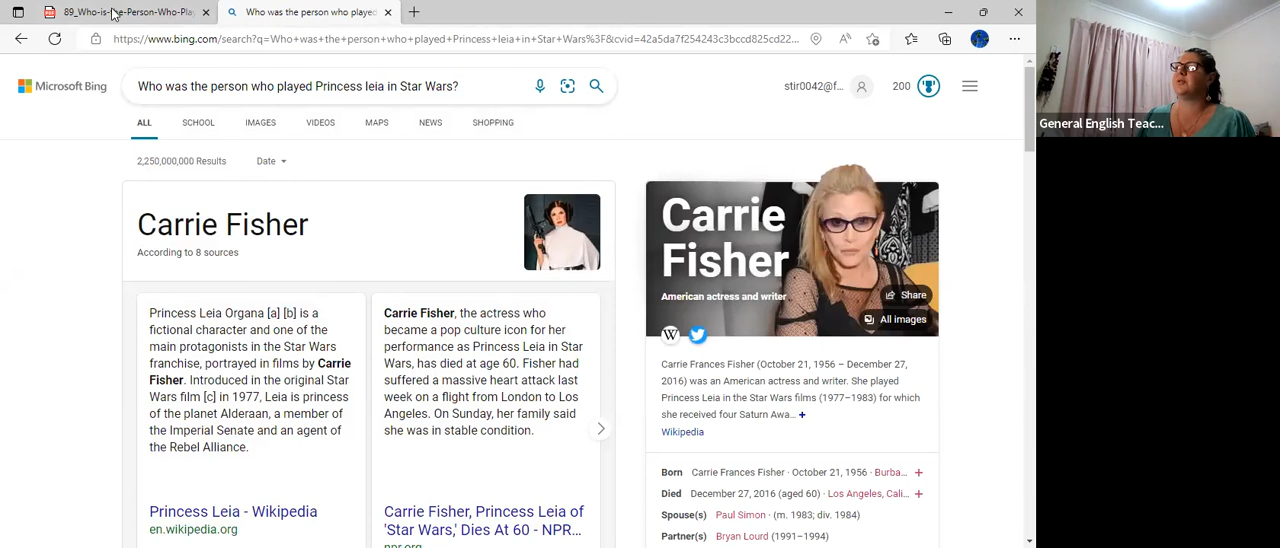 89_Who-is-the-Person-Who-Pla
Who was the person who played
https://www.bing.com/search?q=Who+was+the+person+who+played+Princess+leia+in+Star+Wars%3F&cvid=42a5da7f254243c3bccd825cd22...
Microsoft Bing
Who was the person who played Princess leia in Star Wars?
stir0042@f...
200
ALL
SCHOOL
IMAGES
VIDEOS
MAPS
NEWS
SHOPPING
2,250,000,000 Results
Date
Carrie Fisher
According to 8 sources
Princess Leia Organa [a] [b] is a
fictional character and one of the
main protagonists in the Star Wars
franchise, portrayed in films by Carrie
Fisher. Introduced in the original Star
Wars film [c] in 1977, Leia is princess
of the planet Alderaan, a member of
the Imperial Senate and an agent of
the Rebel Alliance.
Princess Leia - Wikipedia
en.wikipedia.org
Carrie Fisher, the actress who
became a pop culture icon for her
performance as Princess Leia in Star
Wars, has died at age 60. Fisher had
suffered a massive heart attack last
week on a flight from London to Los
Angeles. On Sunday, her family said
she was in stable condition.
Carrie Fisher, Princess Leia of
'Star Wars,' Dies At 60 - NPR...
npr.org
Carrie
Fisher
American actress and writer
Share
All images
W
Carrie Frances Fisher (October 21, 1956 – December 27,
2016) was an American actress and writer. She played
Princess Leia in the Star Wars films (1977–1983) for which
she received four Saturn Awa... +
Wikipedia
Born Carrie Frances Fisher · October 21, 1956 · Burba... +
Died December 27, 2016 (aged 60) · Los Angeles, Cali... +
Spouse(s) Paul Simon · (m. 1983; div. 1984)
Partner(s) Bryan Lourd (1991–1994)
General English Teac...